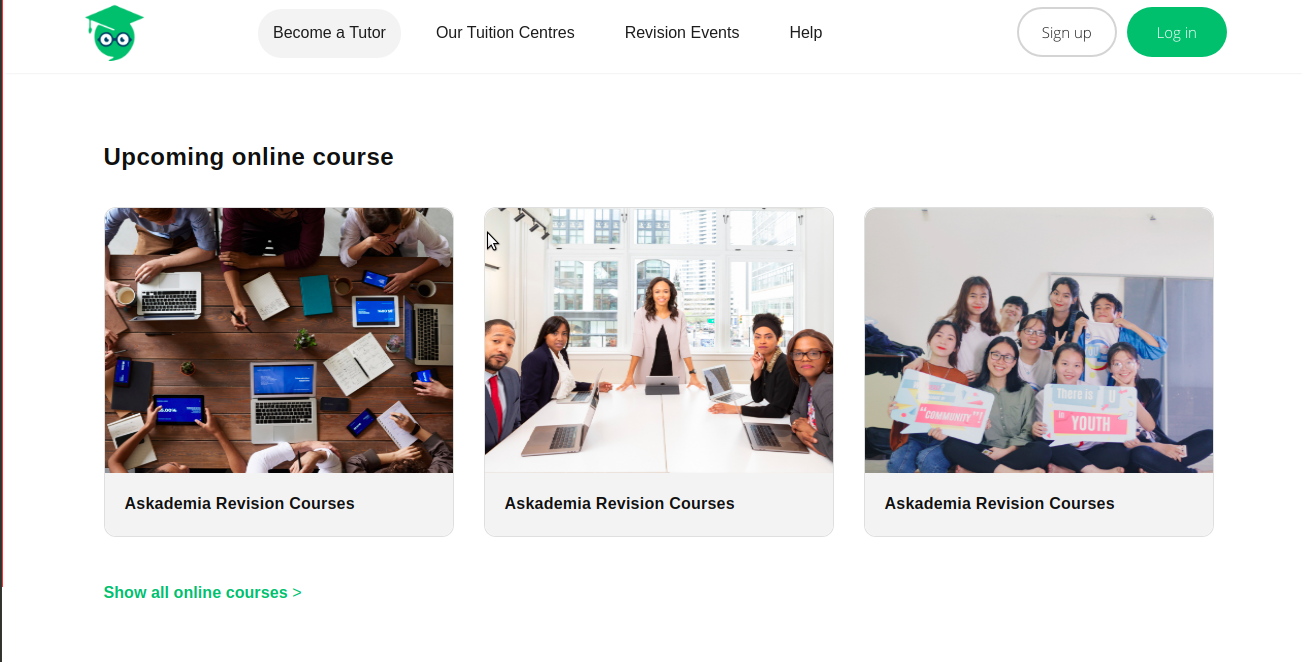 Become a Tutor
Our Tuition Centres
Revision Events
Help
Sign up
Log in
Upcoming online course
"COMMUNITY"!
There is U
in
YOUTH
Askademia Revision Courses
Askademia Revision Courses
Askademia Revision Courses
Show all online courses >